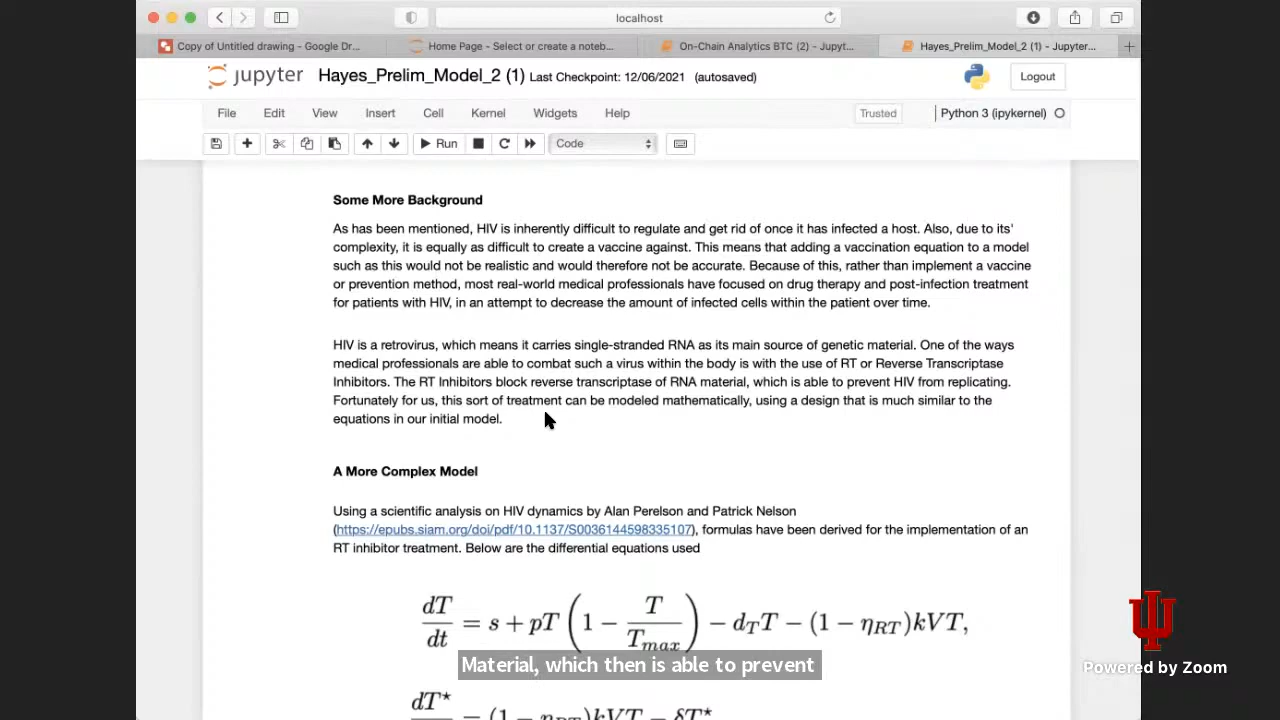 localhost
Copy of Untitled drawing - Google Dr...
Home Page - Select or create a noteb...
On-Chain Analytics BTC (2) - Jupyt...
Hayes_Prelim_Model_2 (1) - Jupyter...
jupyter Hayes_Prelim_Model_2 (1) Last Checkpoint: 12/06/2021 (autosaved)
Logout
File Edit View Insert Cell Kernel Widgets Help
Trusted
Python 3 (ipykernel)
Run
Code
Some More Background
As has been mentioned, HIV is inherently difficult to regulate and get rid of once it has infected a host. Also, due to its'
complexity, it is equally as difficult to create a vaccine against. This means that adding a vaccination equation to a model
such as this would not be realistic and would therefore not be accurate. Because of this, rather than implement a vaccine
or prevention method, most real-world medical professionals have focused on drug therapy and post-infection treatment
for patients with HIV, in an attempt to decrease the amount of infected cells within the patient over time.
HIV is a retrovirus, which means it carries single-stranded RNA as its main source of genetic material. One of the ways
medical professionals are able to combat such a virus within the body is with the use of RT or Reverse Transcriptase
Inhibitors. The RT Inhibitors block reverse transcriptase of RNA material, which is able to prevent HIV from replicating.
Fortunately for us, this sort of treatment can be modeled mathematically, using a design that is much similar to the
equations in our initial model.
A More Complex Model
Using a scientific analysis on HIV dynamics by Alan Perelson and Patrick Nelson
(https://epubs.siam.org/doi/pdf/10.1137/S0036144598335107), formulas have been derived for the implementation of an
RT inhibitor treatment. Below are the differential equations used
dT/dt = s + pT(1 − T/T_max) − d_T T − (1 − η_RT)kVT,
Material, which then is able to prevent
dT* = (1 − η_RT)kVT − δT*
Powered by Zoom